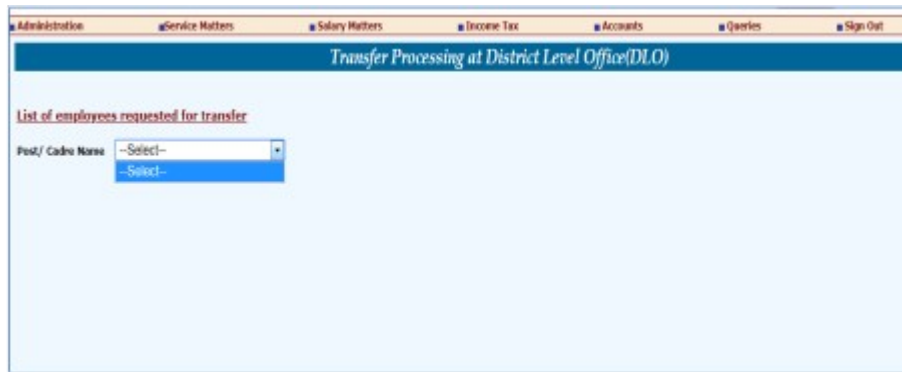 Administration Service Matters Salary Matters Income Tax Accounts Queries Sign Out
Transfer Processing at District Level Office(DLO)
List of employees requested for transfer
Post/ Cadre Name --Select--
--Select--